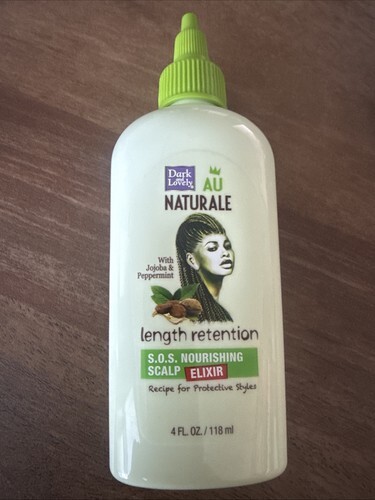 Dark
and
Lovely
AU
NATURALE
With
Jojoba &
Peppermint
length retention
S.O.S. NOURISHING
SCALP ELIXIR
Recipe for Protective Styles
4 FL. OZ. / 118 ml